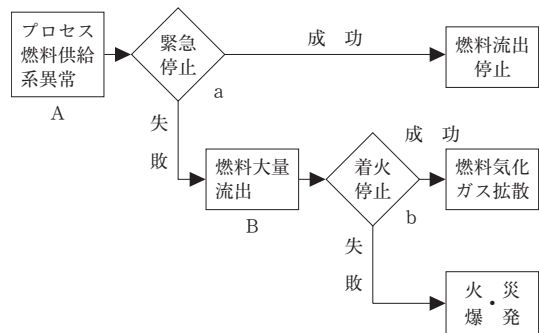 プロセス
燃料供給
系異常
A
緊急
停止
a
成 功
燃料流出
停止
失
敗
燃料大量
流出
B
着火
停止
b
成 功
燃料気化
ガス拡散
失
敗
火・災
爆 発